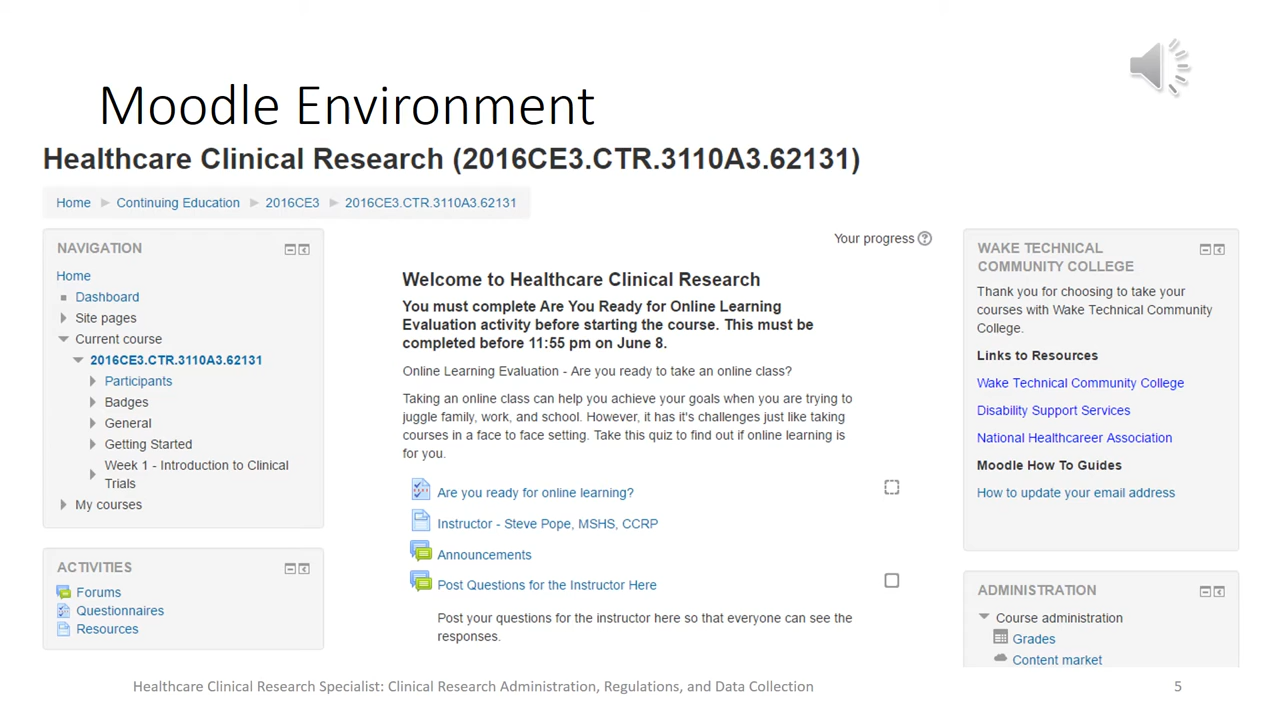 Moodle Environment
Healthcare Clinical Research (2016CE3.CTR.3110A3.62131)
Home Continuing Education 2016CE3 2016CE3.CTR.3110A3.62131
NAVIGATION
Home
Dashboard
Site pages
Current course
2016CE3.CTR.3110A3.62131
Participants
Badges
General
Getting Started
Week 1 - Introduction to Clinical
Trials
My courses
ACTIVITIES
Forums
Questionnaires
Resources
Your progress ?
Welcome to Healthcare Clinical Research
You must complete Are You Ready for Online Learning
Evaluation activity before starting the course. This must be
completed before 11:55 pm on June 8.
Online Learning Evaluation - Are you ready to take an online class?
Taking an online class can help you achieve your goals when you are trying to
juggle family, work, and school. However, it has it's challenges just like taking
courses in a face to face setting. Take this quiz to find out if online learning is
for you.
Are you ready for online learning?
Instructor - Steve Pope, MSHS, CCRP
Announcements
Post Questions for the Instructor Here
Post your questions for the instructor here so that everyone can see the
responses.
WAKE TECHNICAL
COMMUNITY COLLEGE
Thank you for choosing to take your
courses with Wake Technical Community
College.
Links to Resources
Wake Technical Community College
Disability Support Services
National Healthcareer Association
Moodle How To Guides
How to update your email address
ADMINISTRATION
Course administration
Grades
Content market
Healthcare Clinical Research Specialist: Clinical Research Administration, Regulations, and Data Collection
5